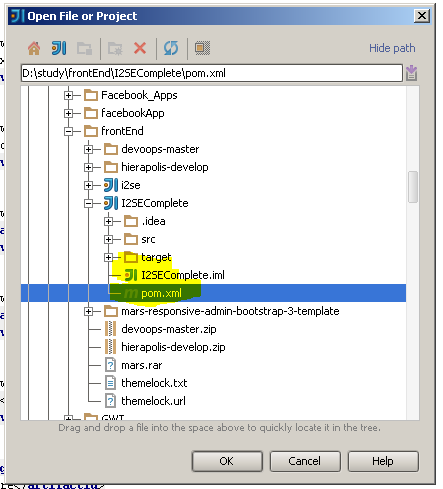 Open File or Project
Hide path
D:\study\frontEnd\I2SEComplete\pom.xml
Facebook_Apps
facebookApp
frontEnd
devoops-master
hierapolis-develop
i2se
I2SEComplete
.idea
src
target
I2SEComplete.iml
pom.xml
mars-responsive-admin-bootstrap-3-template
devoops-master.zip
hierapolis-develop.zip
mars.rar
themelock.txt
themelock.url
GWT
Drag and drop a file into the space above to quickly locate it in the tree.
OK
Cancel
Help